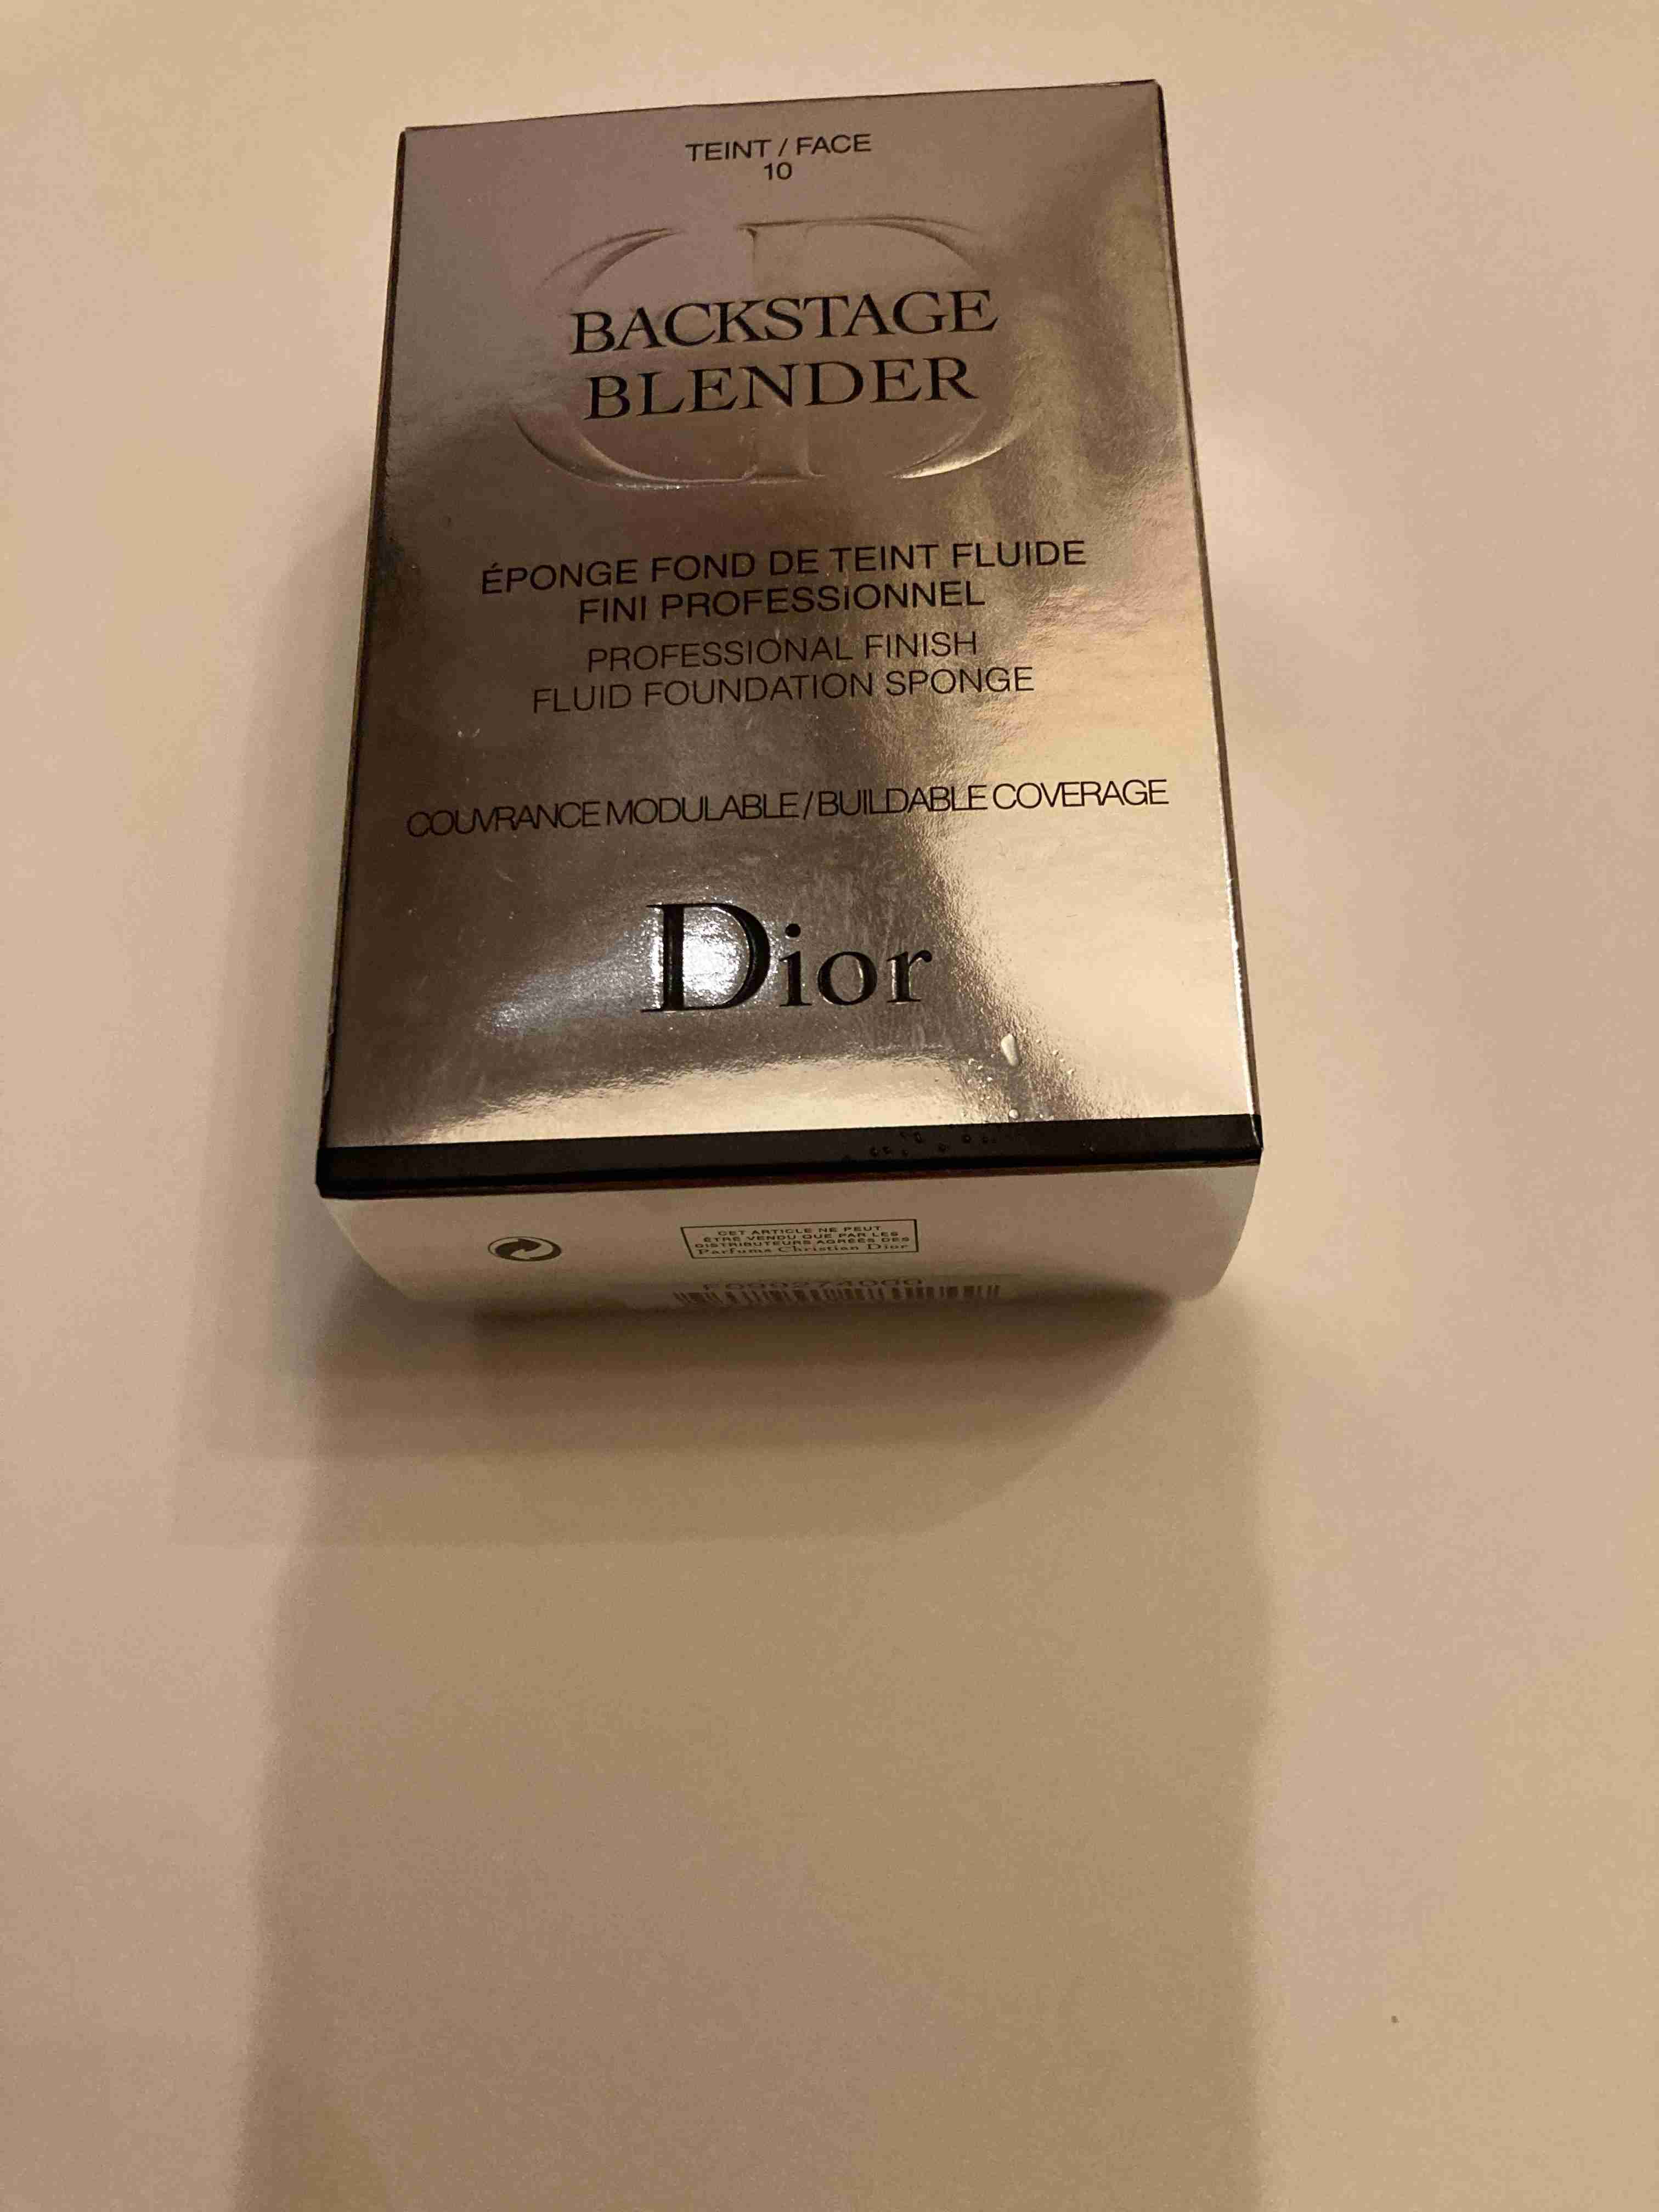 TEINT / FACE
10
CD
BACKSTAGE
BLENDER
ÉPONGE FOND DE TEINT FLUIDE
FINI PROFESSIONNEL
PROFESSIONAL FINISH
FLUID FOUNDATION SPONGE
COUVRANCE MODULABLE / BUILDABLE COVERAGE
Dior
CET ARTICLE NE PEUT
ÊTRE VENDU QUE PAR LES
DISTRIBUTEURS AGRÉÉS DES
Parfums Christian Dior